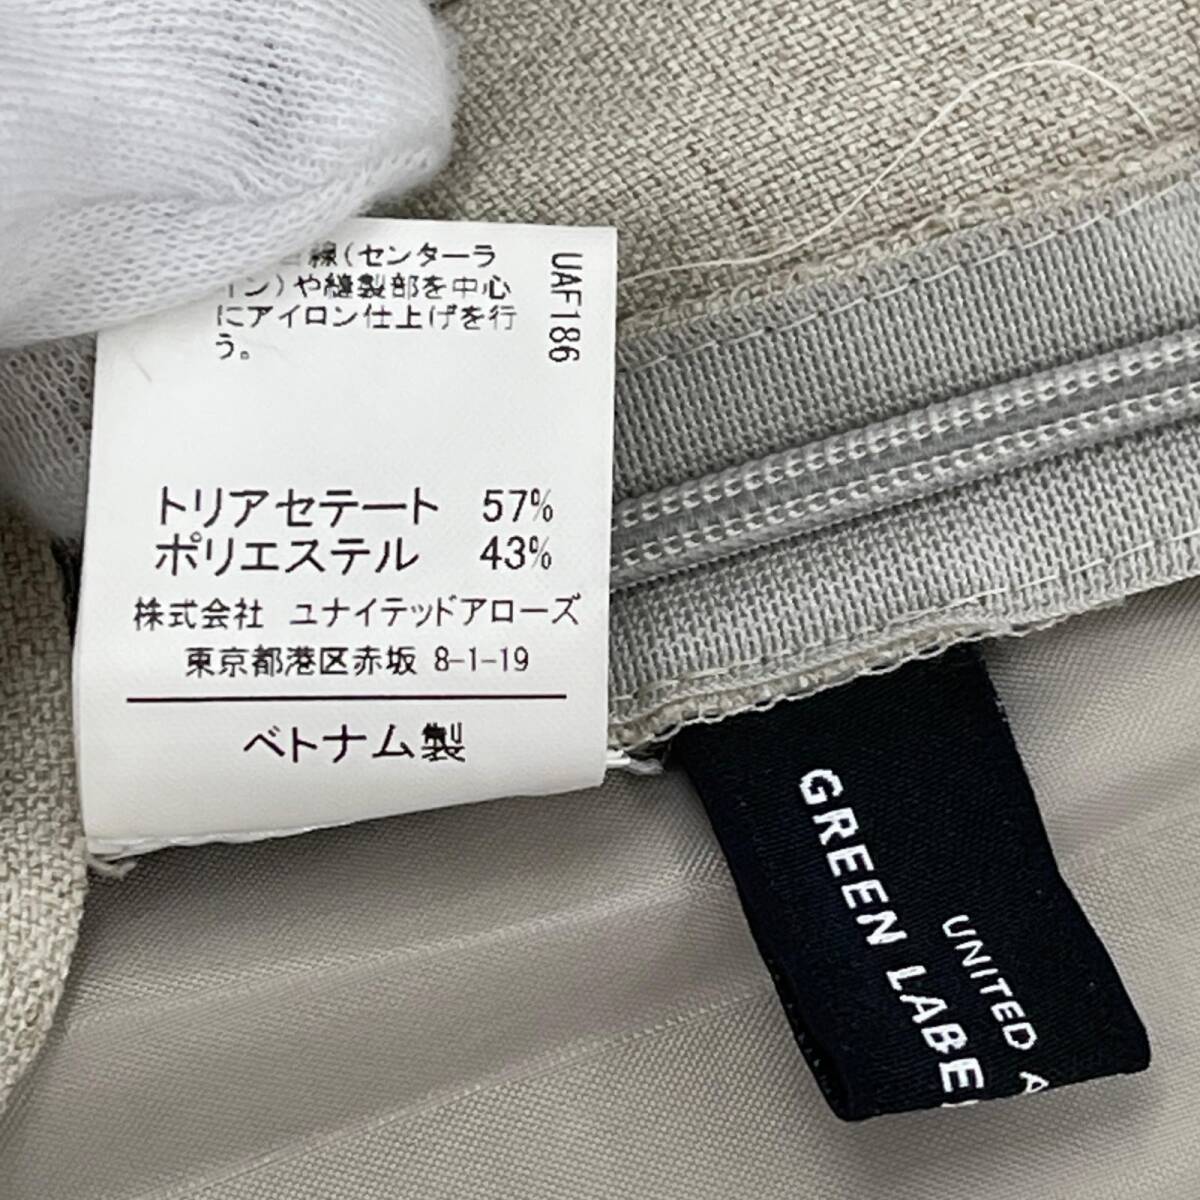 線(センターラ
イン)や縫製部を中心
にアイロン仕上げを行
う。
UAF186
トリアセテート 57%
ポリエステル 43%
株式会社 ユナイテッドアローズ
東京都港区赤坂 8-1-19
ベトナム製
UNITED A
GREEN LABE